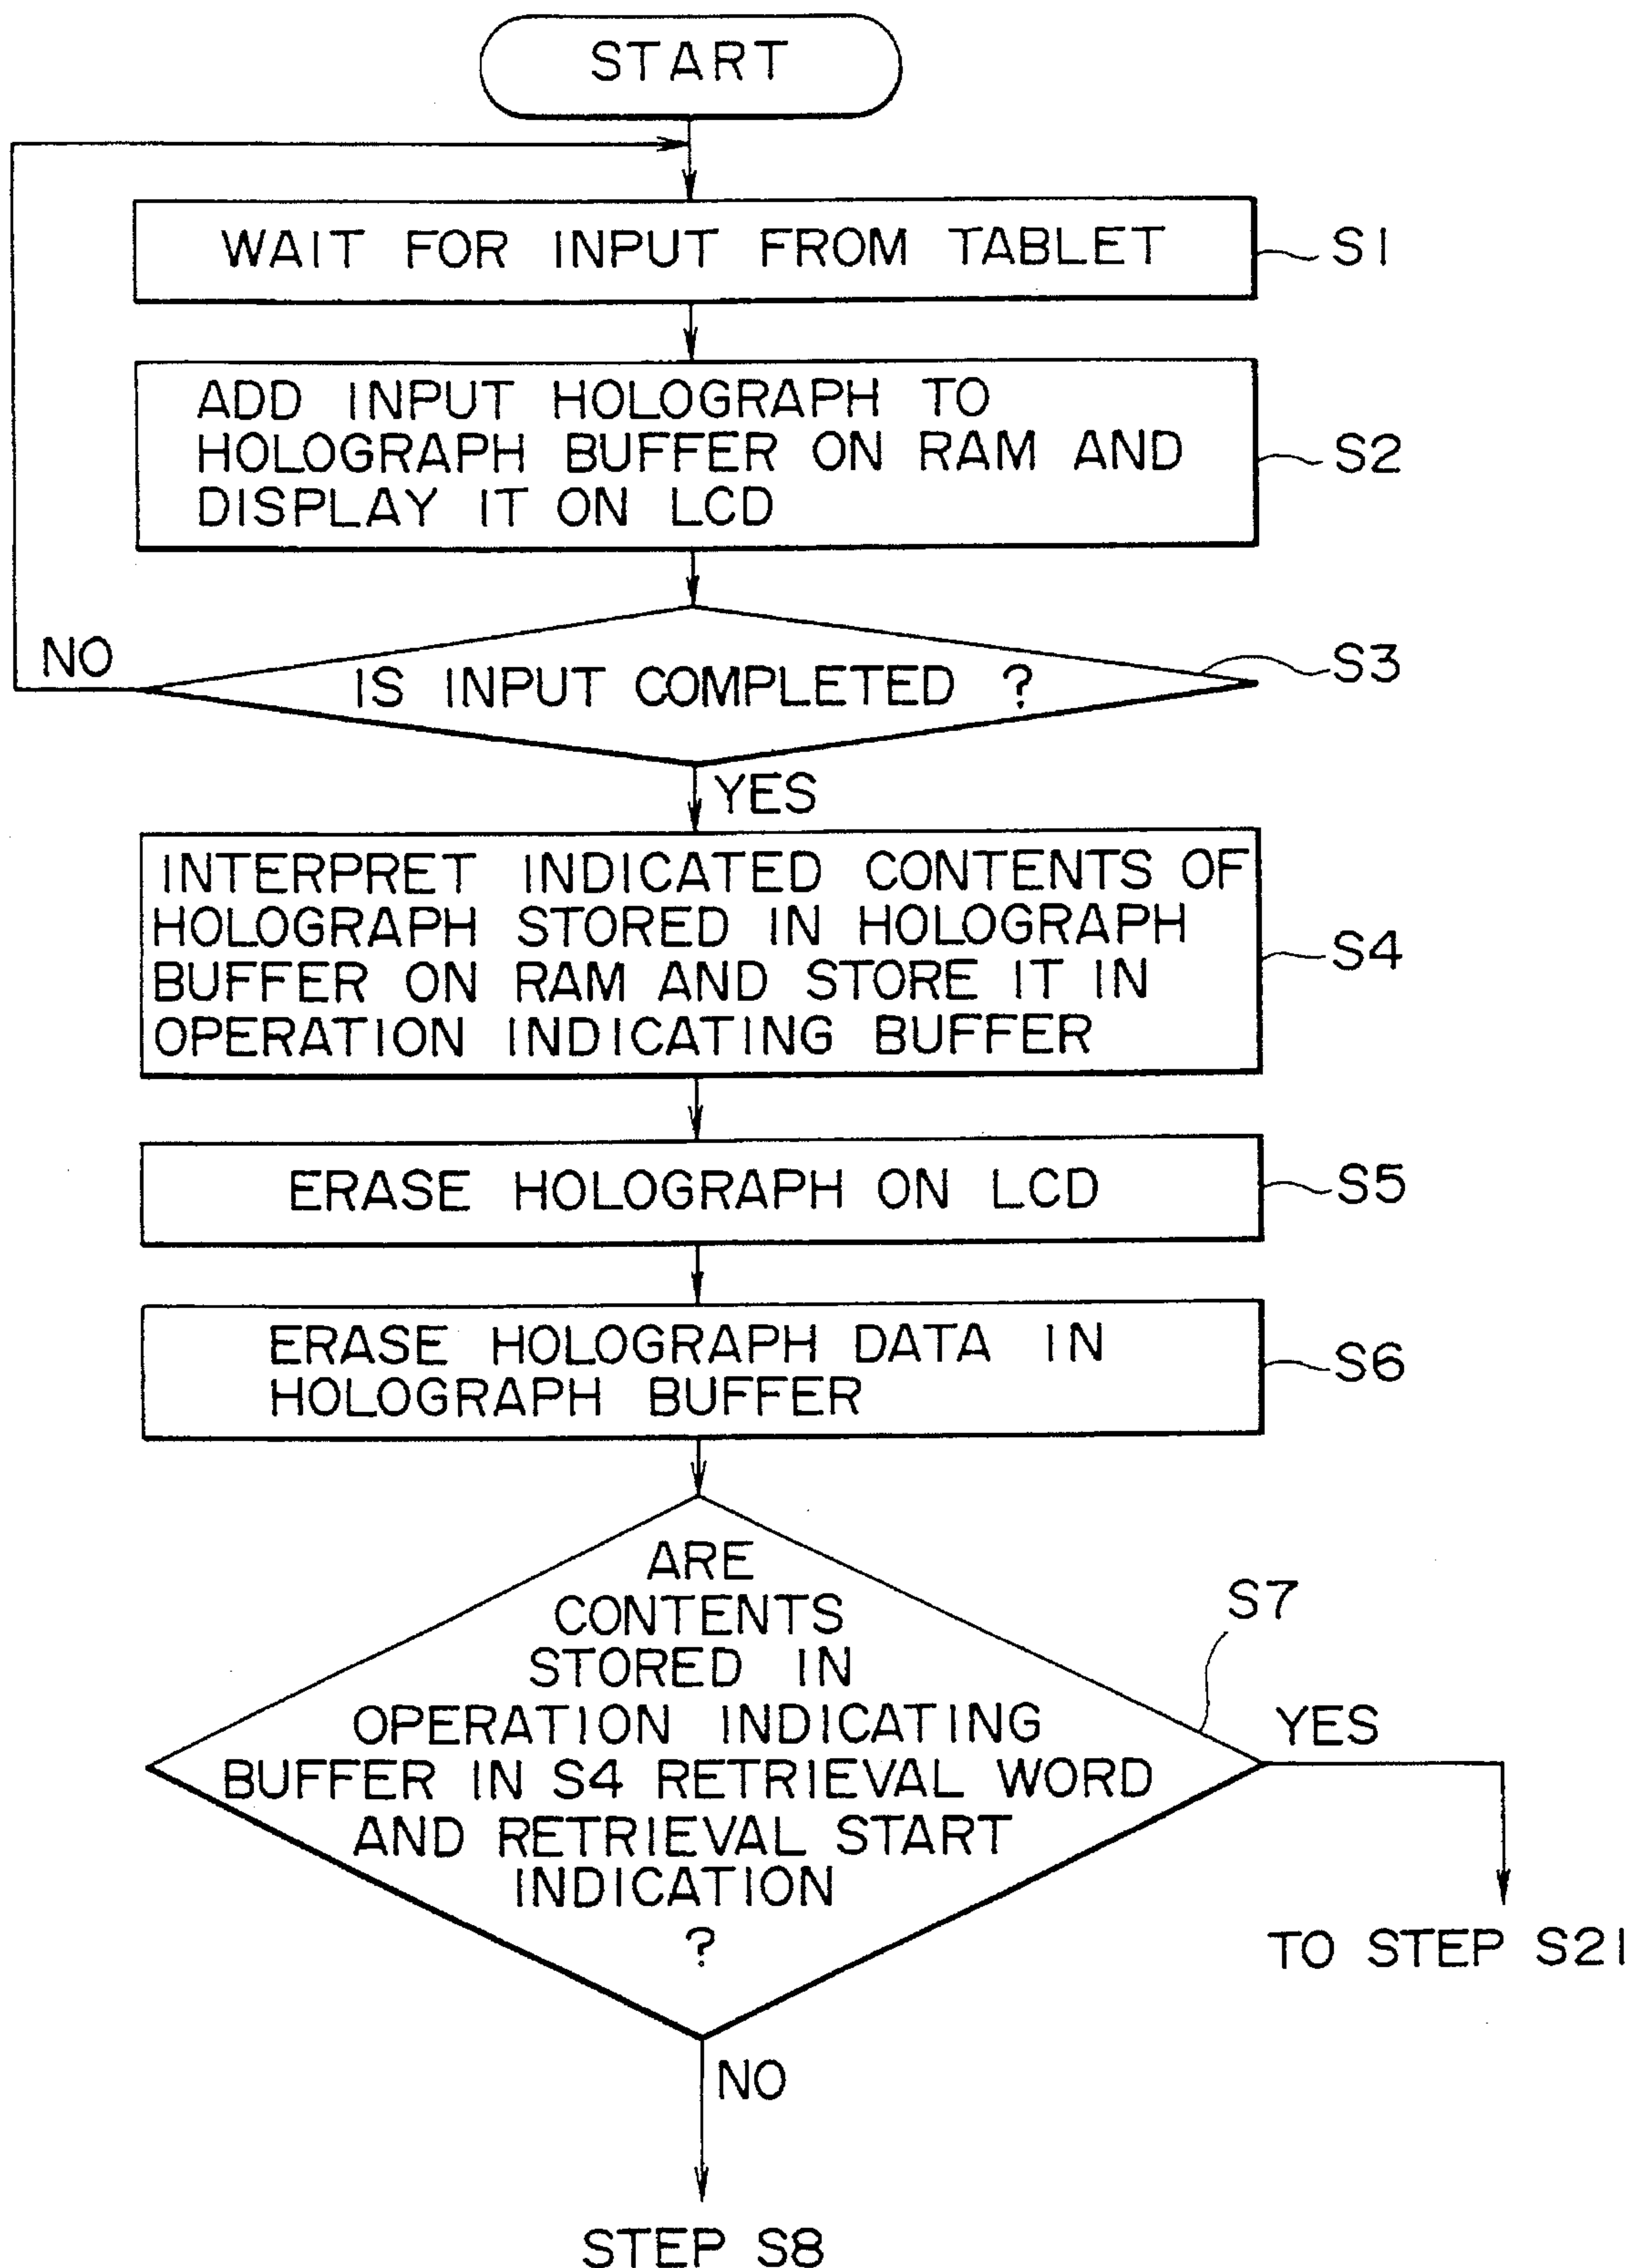 START
WAIT FOR INPUT FROM TABLET
S1
ADD INPUT HOLOGRAPH TO
HOLOGRAPH BUFFER ON RAM AND
DISPLAY IT ON LCD
S2
NO
IS INPUT COMPLETED ?
S3
YES
INTERPRET INDICATED CONTENTS OF
HOLOGRAPH STORED IN HOLOGRAPH
BUFFER ON RAM AND STORE IT IN
OPERATION INDICATING BUFFER
S4
ERASE HOLOGRAPH ON LCD
S5
ERASE HOLOGRAPH DATA IN
HOLOGRAPH BUFFER
S6
ARE
CONTENTS
STORED IN
OPERATION INDICATING
BUFFER IN S4 RETRIEVAL WORD
AND RETRIEVAL START
INDICATION
?
S7
YES
TO STEP S21
NO
STEP S8